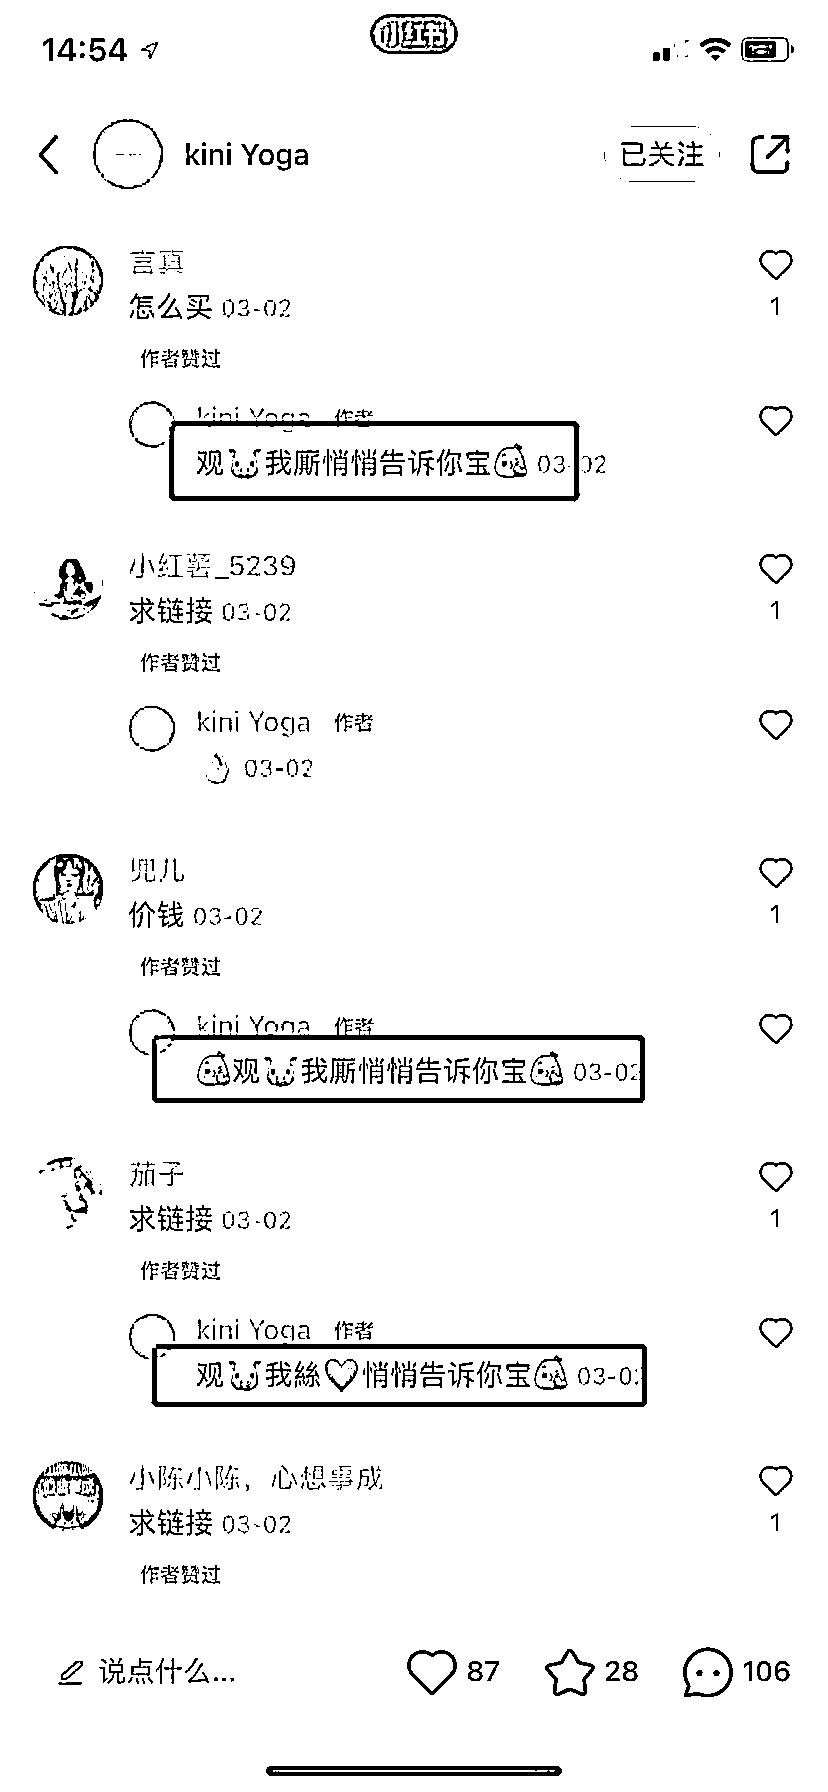 14:54
小红书
kini Yoga
已关注
言真
怎么买 03-02
1
作者赞过
kini Yoga 作者
观我厮悄悄告诉你宝 03-02
小红薯_5239
求链接 03-02
1
作者赞过
kini Yoga 作者
03-02
兜儿
价钱 03-02
1
作者赞过
kini Yoga 作者
观我厮悄悄告诉你宝 03-02
茄子
求链接 03-02
1
作者赞过
kini Yoga 作者
观我絲悄悄告诉你宝 03-02
小陈小陈，心想事成
求链接 03-02
1
作者赞过
说点什么...
87
28
106